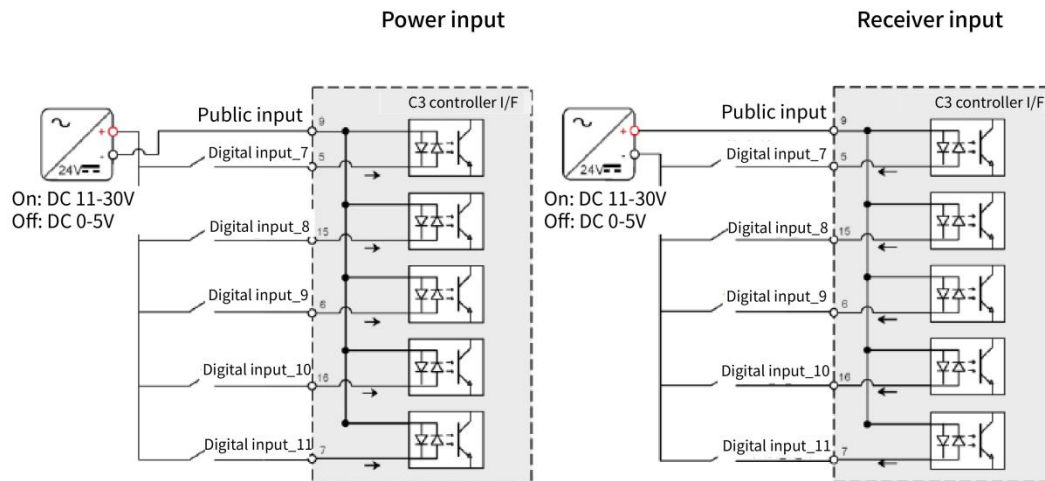 Power input
Receiver input
C3 controller I/F
Public input
9
+
-
24V
Digital input_7
5
On: DC 11-30V
Off: DC 0-5V
Digital input_8
15
Digital input_9
6
Digital input_10
16
Digital input_11
7
C3 controller I/F
Public input
9
+
-
24V
Digital input_7
5
On: DC 11-30V
Off: DC 0-5V
Digital input_8
15
Digital input_9
6
Digital input_10
16
Digital input_11
7